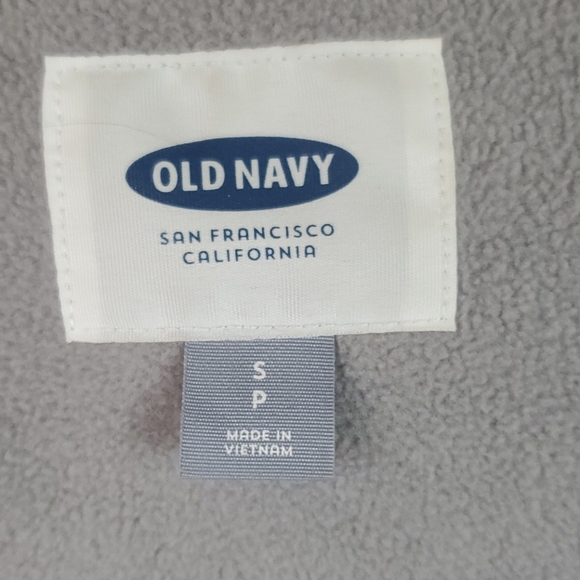 OLD NAVY
SAN FRANCISCO
CALIFORNIA
S
P
MADE IN
VIETNAM